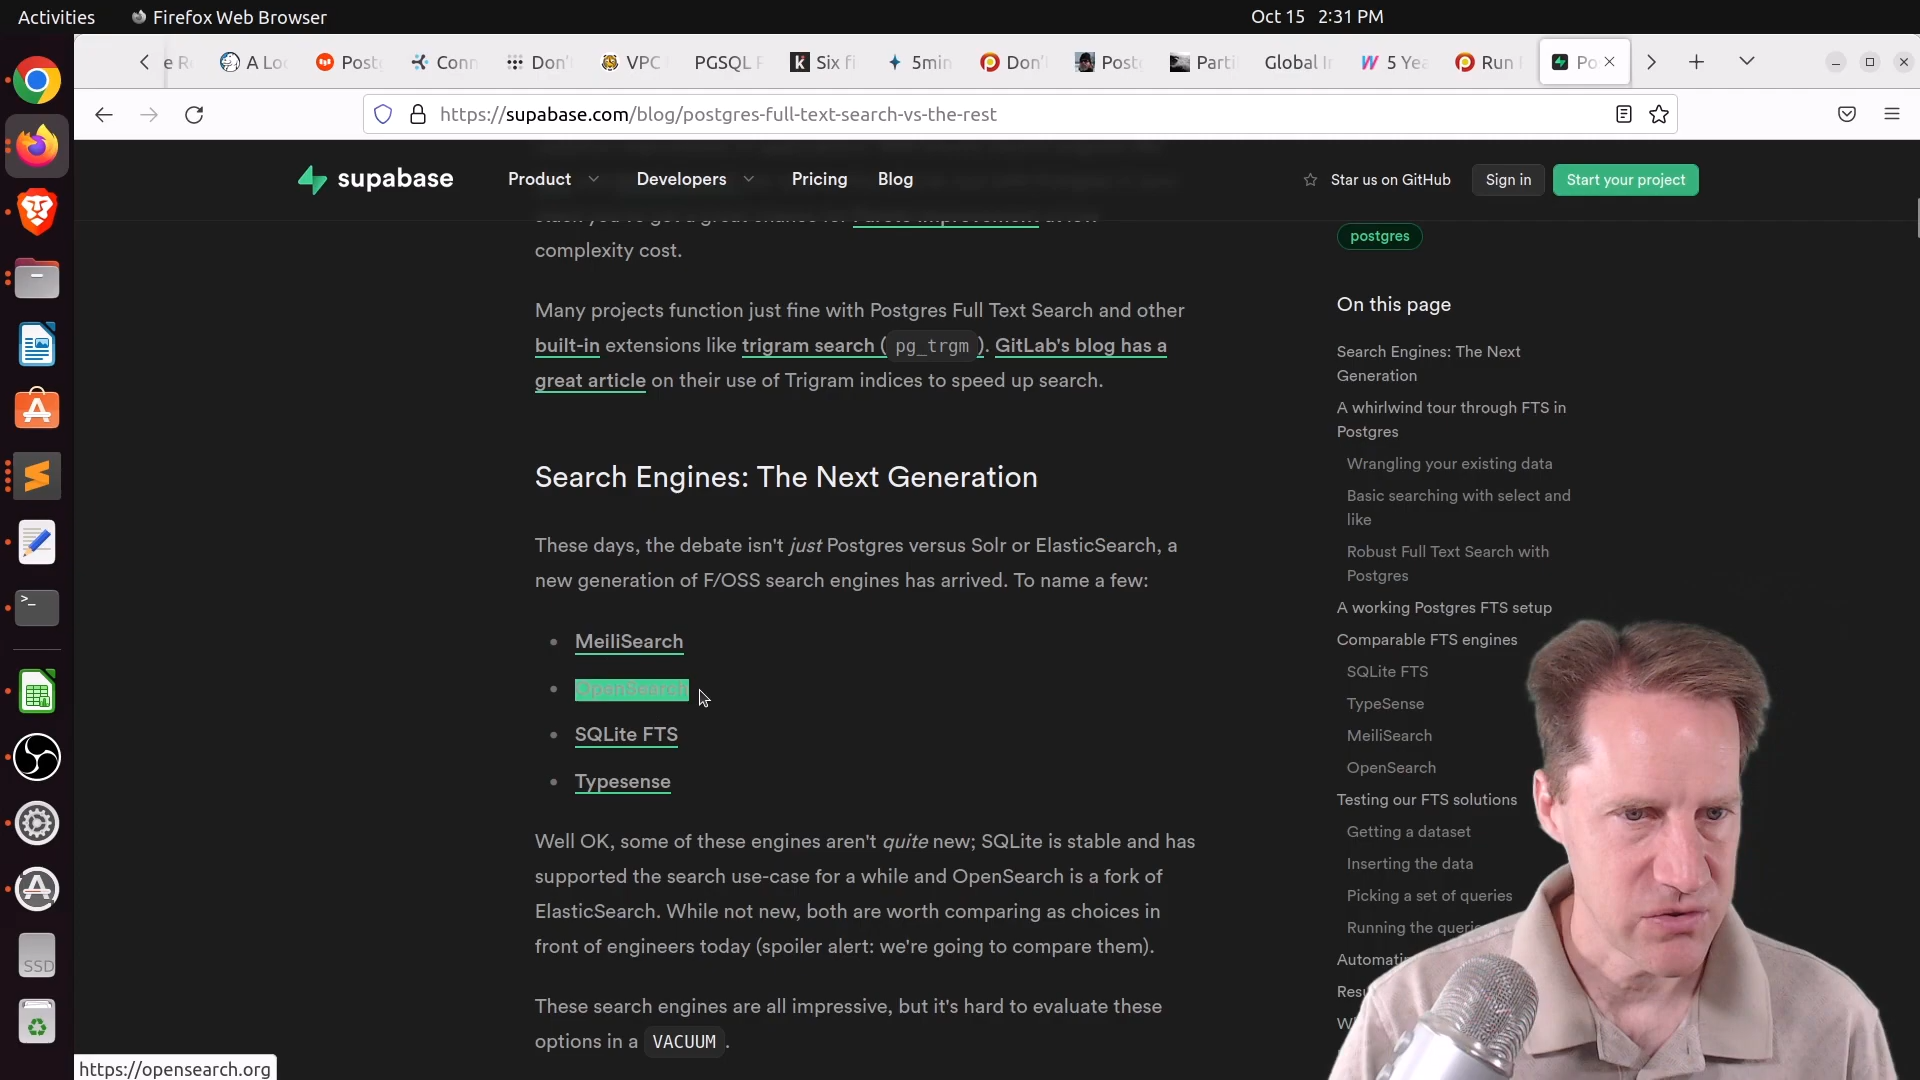 Activities
Firefox Web Browser
Oct 15 2:31 PM
e R
A Lo
Post
Conn
Don'
VPC
PGSQL
Six fi
5min
Don'
Post
Parti
Global I
5 Yea
Run
Po
https://supabase.com/blog/postgres-full-text-search-vs-the-rest
supabase
Product
Developers
Pricing
Blog
Star us on GitHub
Sign in
Start your project
complexity cost.
Many projects function just fine with Postgres Full Text Search and other
built-in extensions like trigram search ( pg_trgm ). GitLab's blog has a
great article on their use of Trigram indices to speed up search.
Search Engines: The Next Generation
These days, the debate isn't just Postgres versus Solr or ElasticSearch, a
new generation of F/OSS search engines has arrived. To name a few:
MeiliSearch
OpenSearch
SQLite FTS
Typesense
Well OK, some of these engines aren't quite new; SQLite is stable and has
supported the search use-case for a while and OpenSearch is a fork of
ElasticSearch. While not new, both are worth comparing as choices in
front of engineers today (spoiler alert: we're going to compare them).
These search engines are all impressive, but it's hard to evaluate these
options in a VACUUM .
postgres
On this page
Search Engines: The Next
Generation
A whirlwind tour through FTS in
Postgres
Wrangling your existing data
Basic searching with select and
like
Robust Full Text Search with
Postgres
A working Postgres FTS setup
Comparable FTS engines
SQLite FTS
TypeSense
MeiliSearch
OpenSearch
Testing our FTS solutions
Getting a dataset
Inserting the data
Picking a set of queries
Running the querie
Automatin
Resu
W
SSD
https://opensearch.org